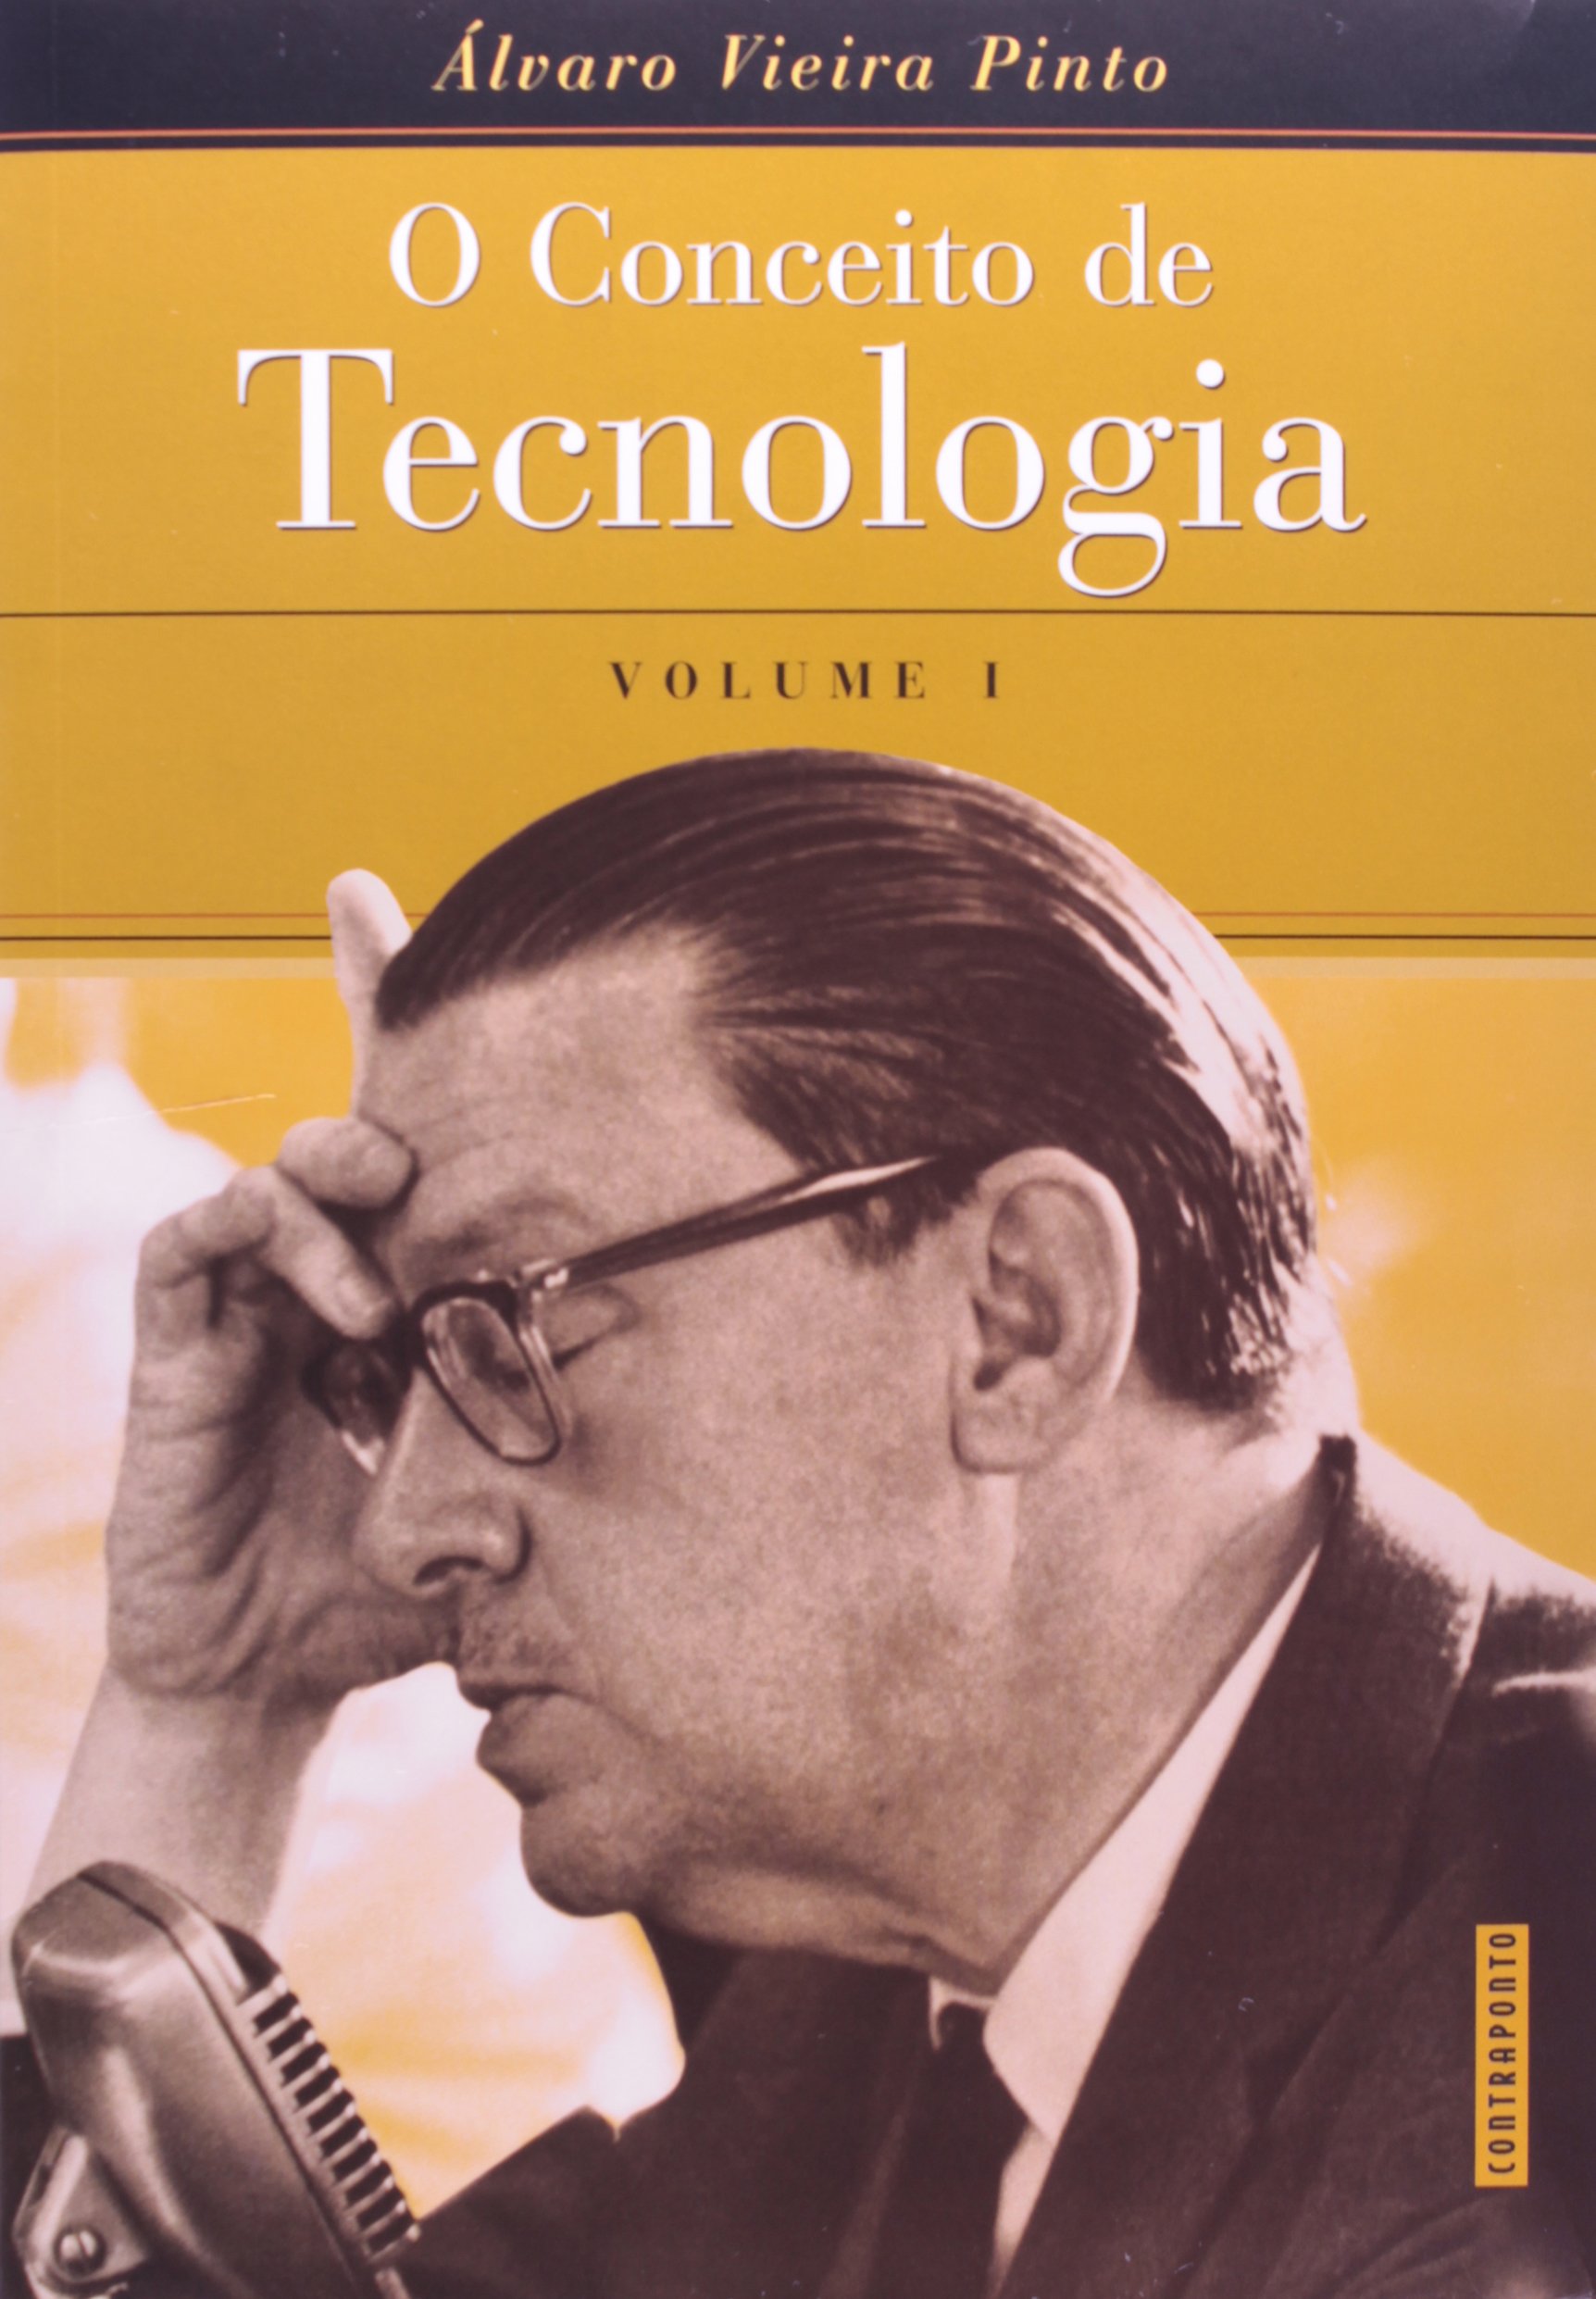 Álvaro Vieira Pinto
O Conceito de
Tecnologia
VOLUME I
CONTRAPONTO